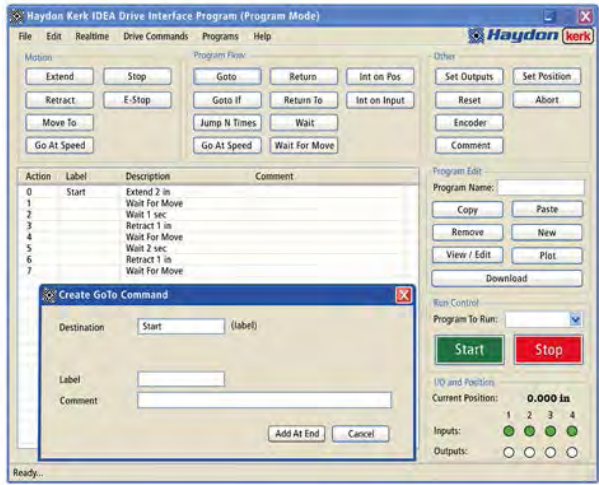 Haydon Kerk IDEA Drive Interface Program (Program Mode)
File Edit Realtime Drive Commands Programs Help
Haydon kerk
Motion
Extend Stop
Retract E-Stop
Move To
Go At Speed
Program Flow
Goto Return Int on Pos
Goto If Return To Int on Input
Jump N Times Wait
Go At Speed Wait For Move
Other
Set Outputs Set Position
Reset Abort
Encoder
Comment
Action Label Description Comment
0 Start Extend 2 in
1 Wait For Move
2 Wait 1 sec
3 Retract 1 in
4 Wait For Move
5 Wait 2 sec
6 Retract 1 in
7 Wait For Move
Program Edit
Program Name:
Copy Paste
Remove New
View / Edit Plot
Download
Run Control
Program To Run:
Start Stop
I/O and Position
Current Position: 0.000 in
1 2 3 4
Inputs:
Outputs:
Create GoTo Command
Destination Start (label)
Label
Comment
Add At End Cancel
Ready...